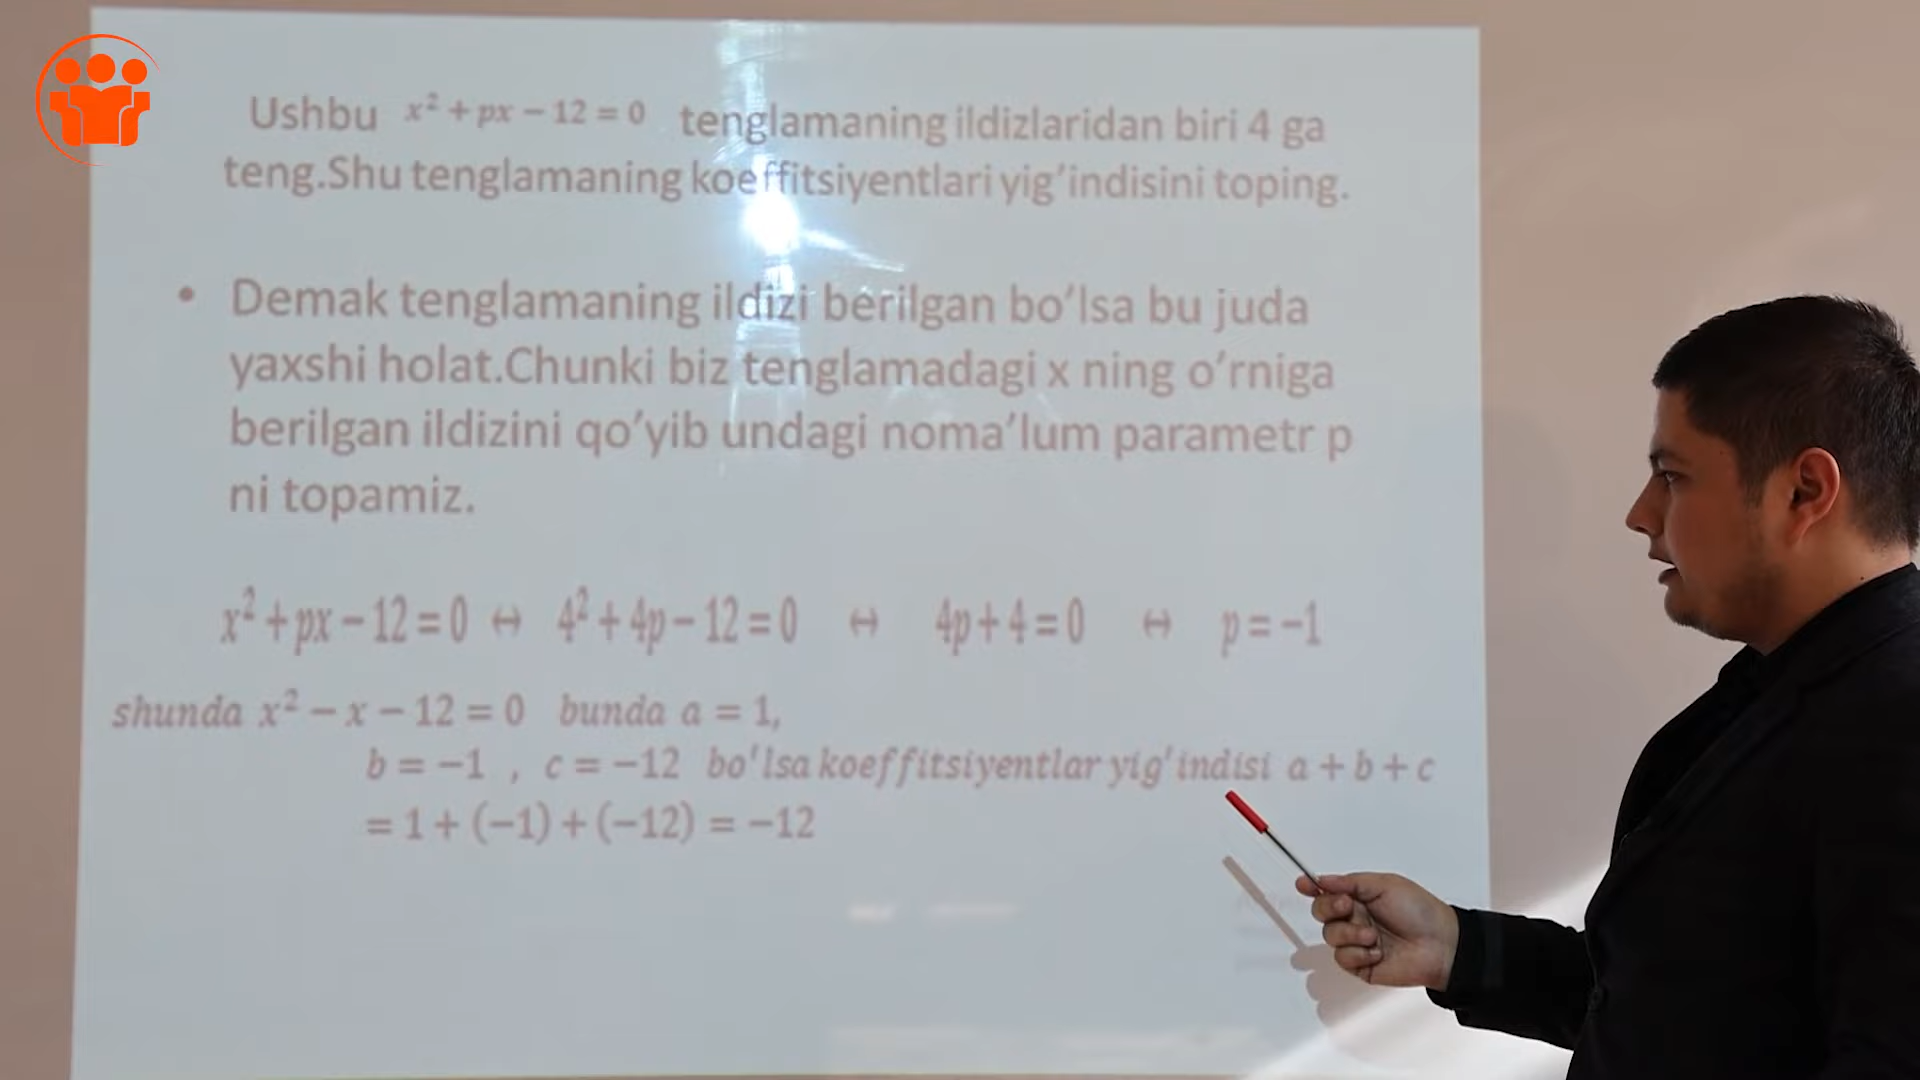 Ushbu x² + px − 12 = 0 tenglamaning ildizlaridan biri 4 ga
teng.Shu tenglamaning koeffitsiyentlari yig’indisini toping.
• Demak tenglamaning ildizi berilgan bo’lsa bu juda
yaxshi holat.Chunki biz tenglamadagi x ning o’rniga
berilgan ildizini qo’yib undagi noma’lum parametr p
ni topamiz.
x² + px − 12 = 0 ↔ 4² + 4p − 12 = 0 ↔ 4p + 4 = 0 ↔ p = −1
shunda x² − x − 12 = 0 bunda a = 1,
b = −1 , c = −12 bo'lsa koeffitsiyentlar yig'indisi a + b + c
= 1 + (−1) + (−12) = −12